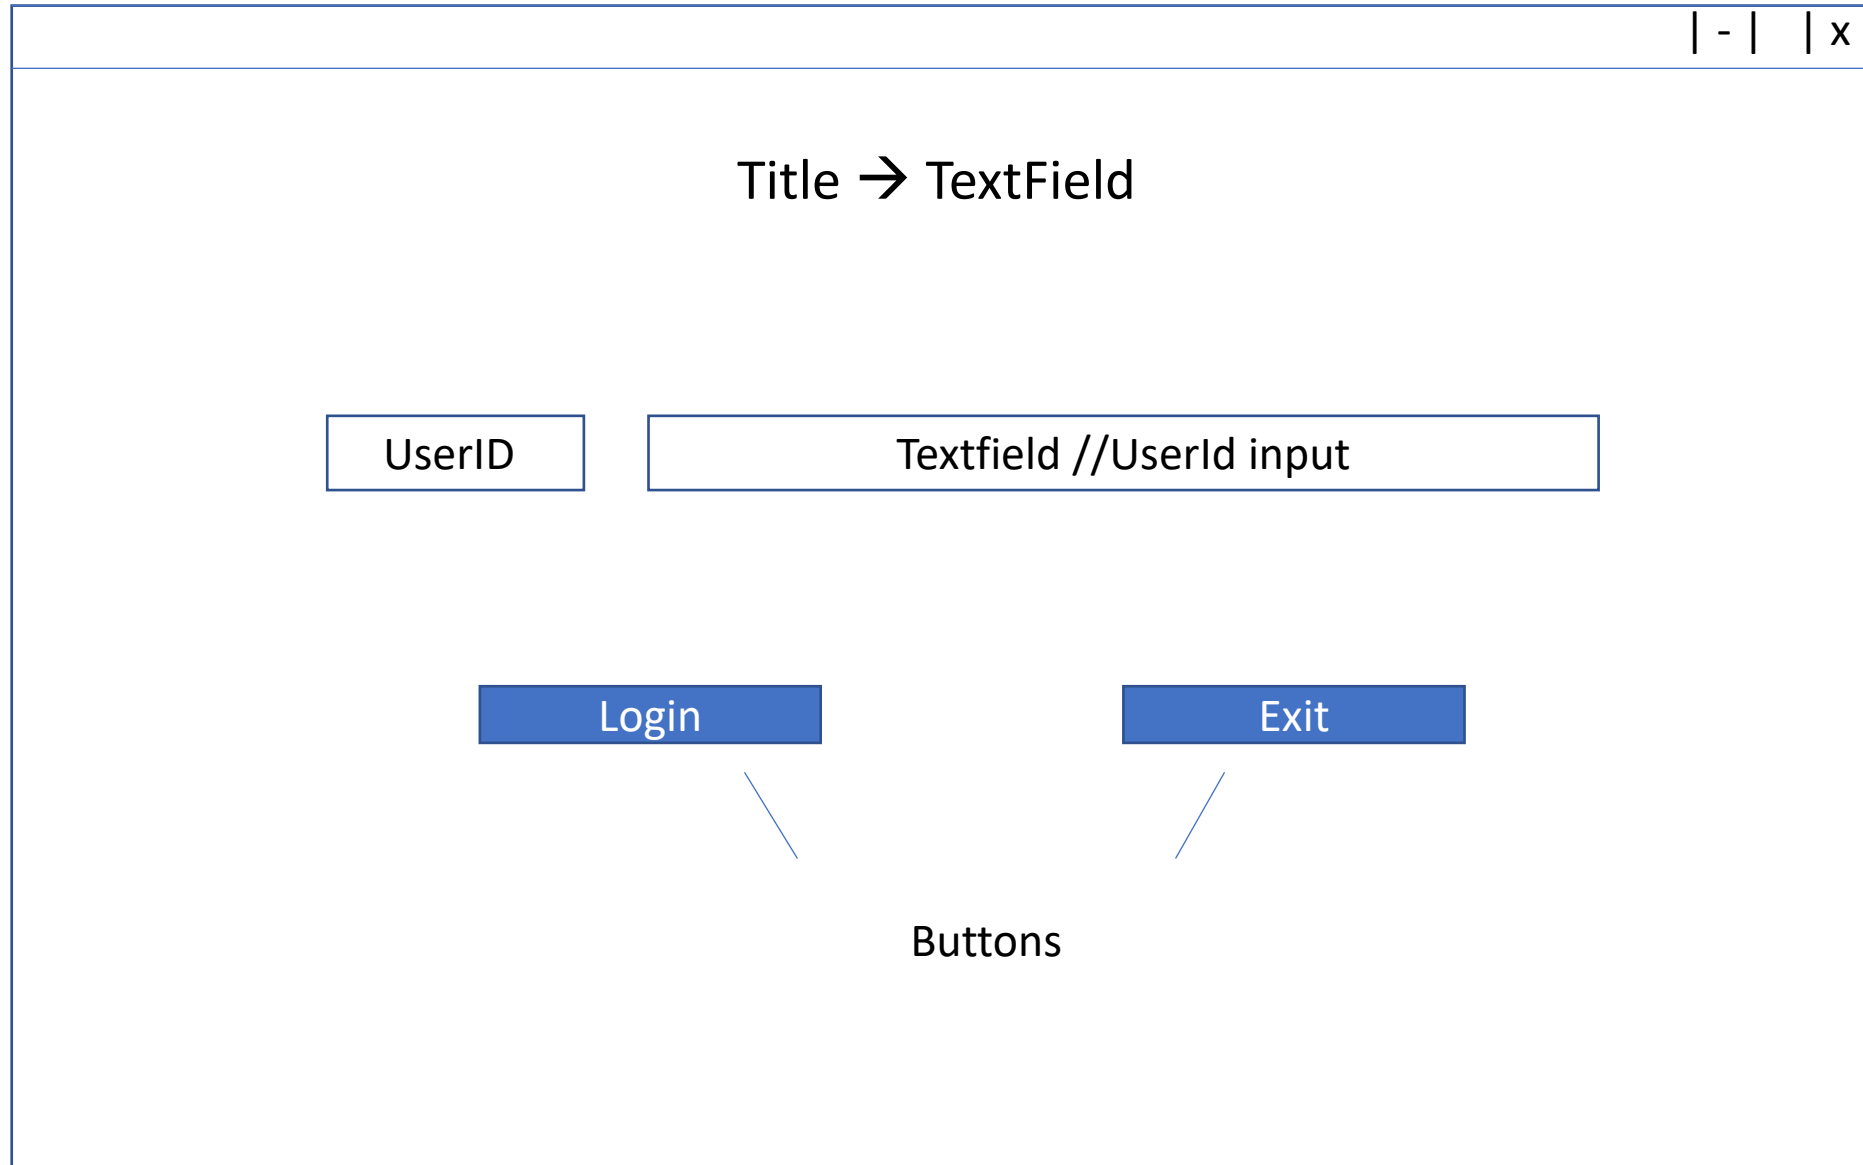 |-| |x
Title → TextField
UserID
Textfield //UserId input
Login
Exit
Buttons